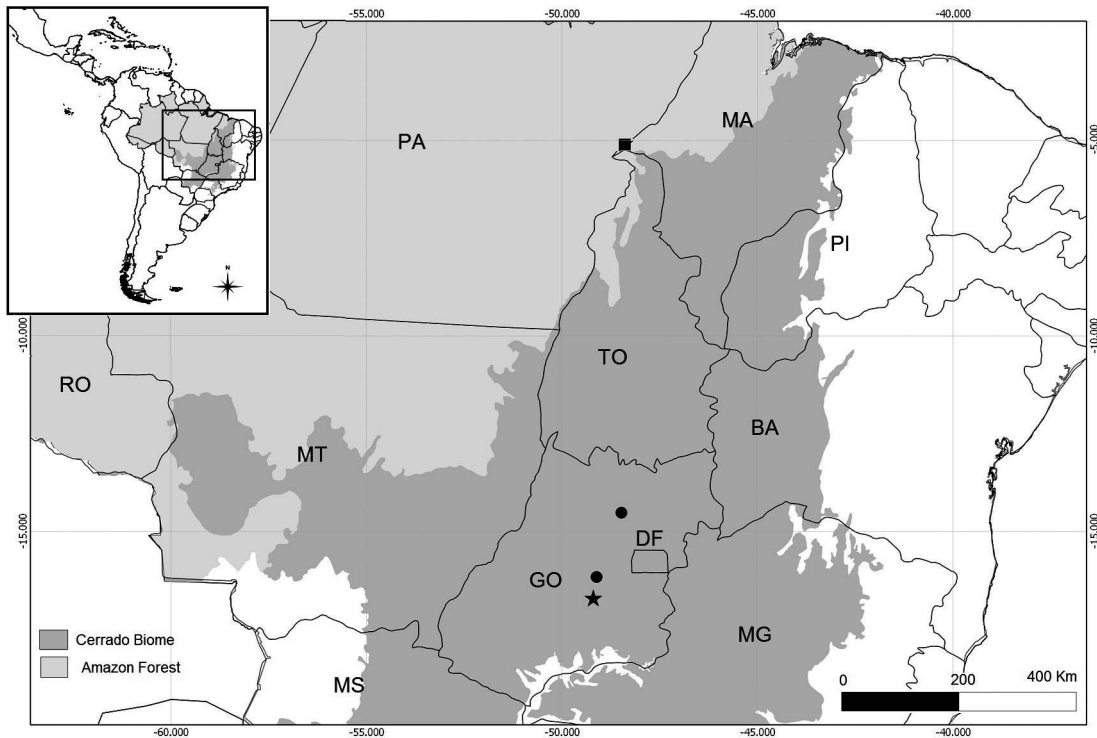 -55.000
-50.000
-45.000
-40.000
N
PA
MA
-5.000
-5.000
PI
-10.000
-10.000
TO
RO
BA
MT
-15.000
-15.000
DF
GO
MG
Cerrado Biome
Amazon Forest
MS
0
200
400 Km
-60.000
-55.000
-50.000
-45.000
-40.000